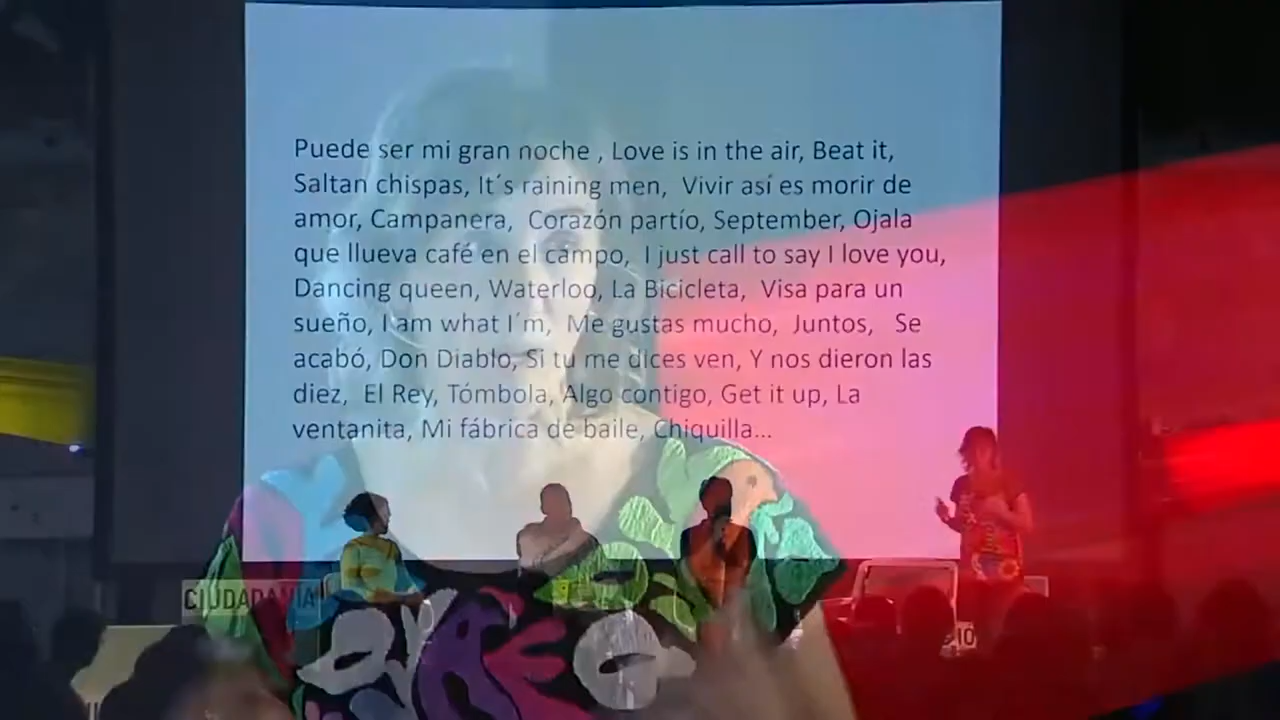 Puede ser mi gran noche , Love is in the air, Beat it,
Saltan chispas, It´s raining men, Vivir así es morir de
amor, Campanera, Corazón partío, September, Ojala
que llueva café en el campo, I just call to say I love you,
Dancing queen, Waterloo, La Bicicleta, Visa para un
sueño, I am what I´m, Me gustas mucho, Juntos, Se
acabó, Don Diablo, Si tu me dices ven, Y nos dieron las
diez, El Rey, Tómbola, Algo contigo, Get it up, La
ventanita, Mi fábrica de baile, Chiquilla...
CIUDADANIA